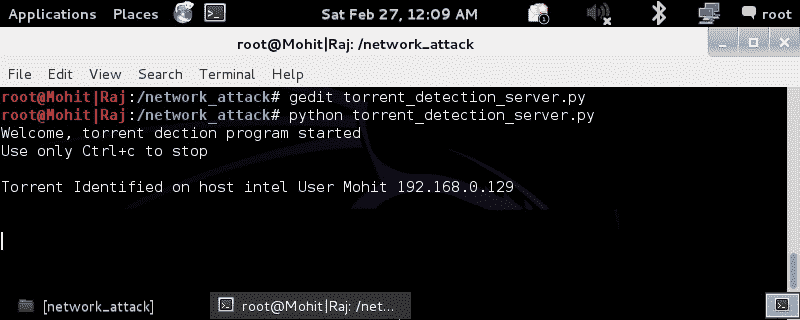 Applications Places Sat Feb 27, 12:09 AM 1 root
root@Mohit|Raj: /network_attack
File Edit View Search Terminal Help
root@Mohit|Raj:/network_attack# gedit torrent_detection_server.py
root@Mohit|Raj:/network_attack# python torrent_detection_server.py
Welcome, torrent dection program started
Use only Ctrl+c to stop
Torrent Identified on host intel User Mohit 192.168.0.129
[network_attack] root@Mohit|Raj: /net...